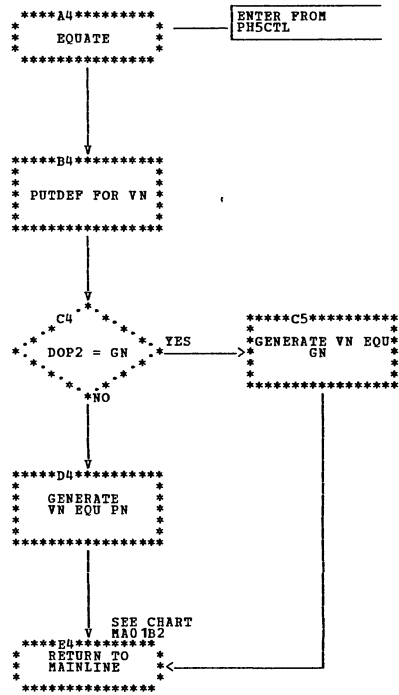 A4
EQUATE
ENTER FROM
PH5CTL
B4
PUTDEF FOR VN
C4
DOP2 = GN
YES
C5
GENERATE VN EQU
GN
NO
D4
GENERATE
VN EQU PN
SEE CHART
MA01B2
E4
RETURN TO
MAINLINE